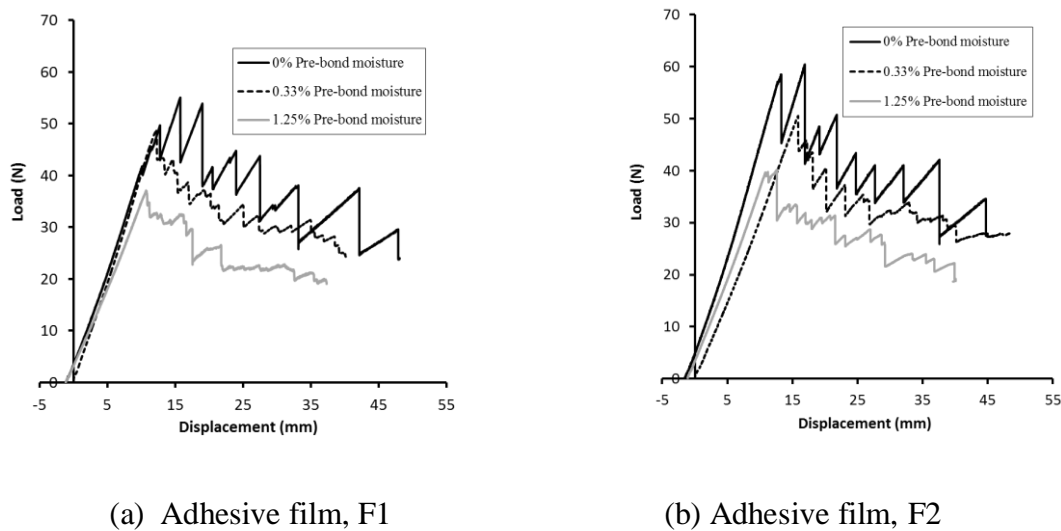 70
60
50
40
30
20
10
0
Load (N)
0% Pre-bond moisture
0.33% Pre-bond moisture
1.25% Pre-bond moisture
-5 5 15 25 35 45 55
Displacement (mm)
(a) Adhesive film, F1
70
60
50
40
30
20
10
0
Load (N)
0% Pre-bond moisture
0.33% Pre-bond moisture
1.25% Pre-bond moisture
-5 5 15 25 35 45 55
Displacement (mm)
(b) Adhesive film, F2